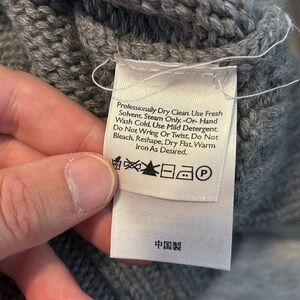 Professionally Dry Clean. Use Fresh
Solvent, Steam Only, -Or- Hand
Wash Cold, Use Mild Detergent.
Do Not Wring Or Twist, Do Not
Bleach, Reshape, Dry Flat, Warm
Iron As Desired.
P
中国製